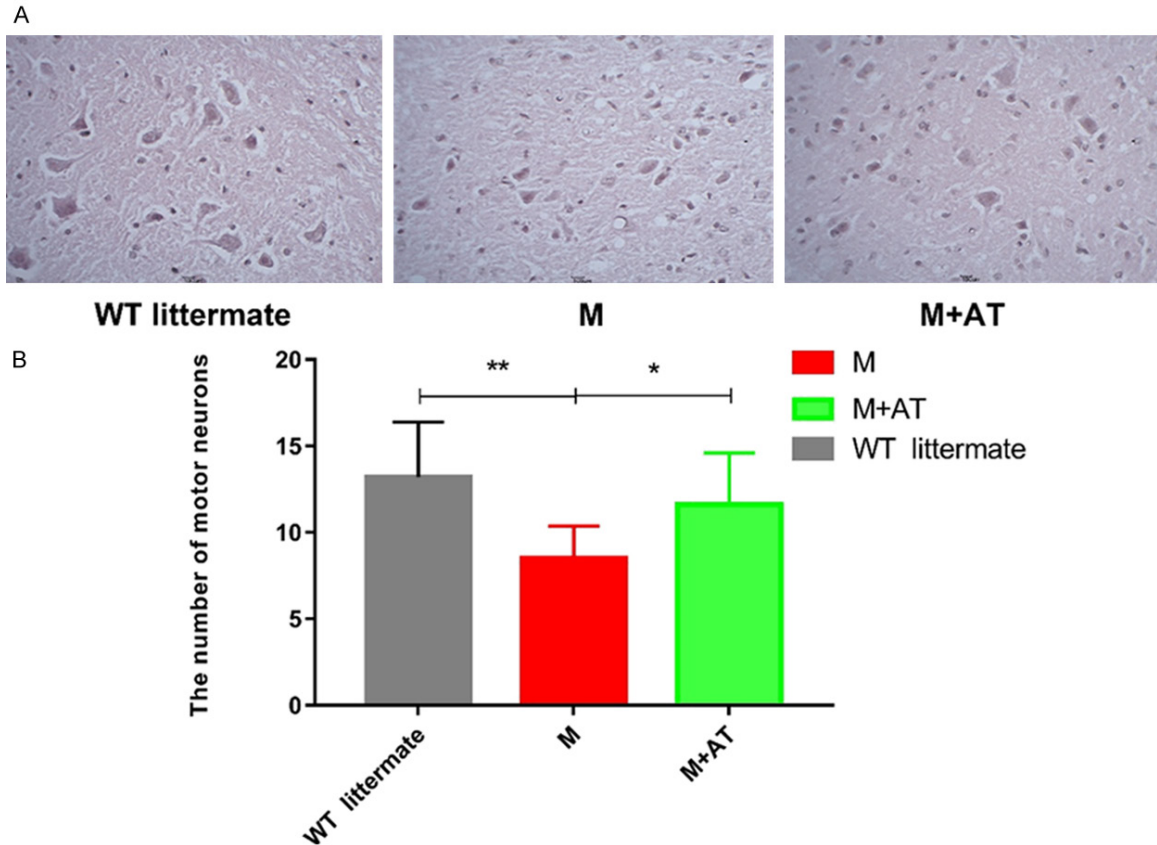 A
WT littermate
M
M+AT
B
The number of motor neurons
20
15
10
5
0
**
*
M
M+AT
WT littermate
WT littermate
M
M+AT